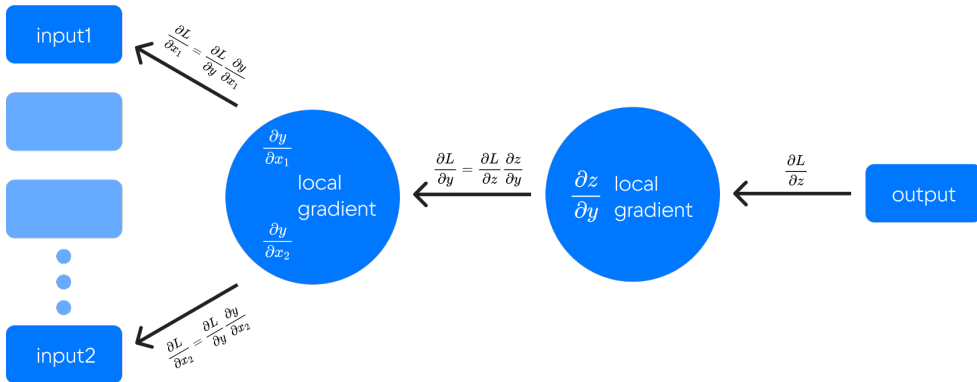 input1
∂L/∂x₁ = ∂L/∂y ∂y/∂x₁
∂y/∂x₁
local
gradient
∂y/∂x₂
∂L/∂y = ∂L/∂z ∂z/∂y
∂z/∂y
local
gradient
∂L/∂z
output
∂L/∂x₂ = ∂L/∂y ∂y/∂x₂
input2